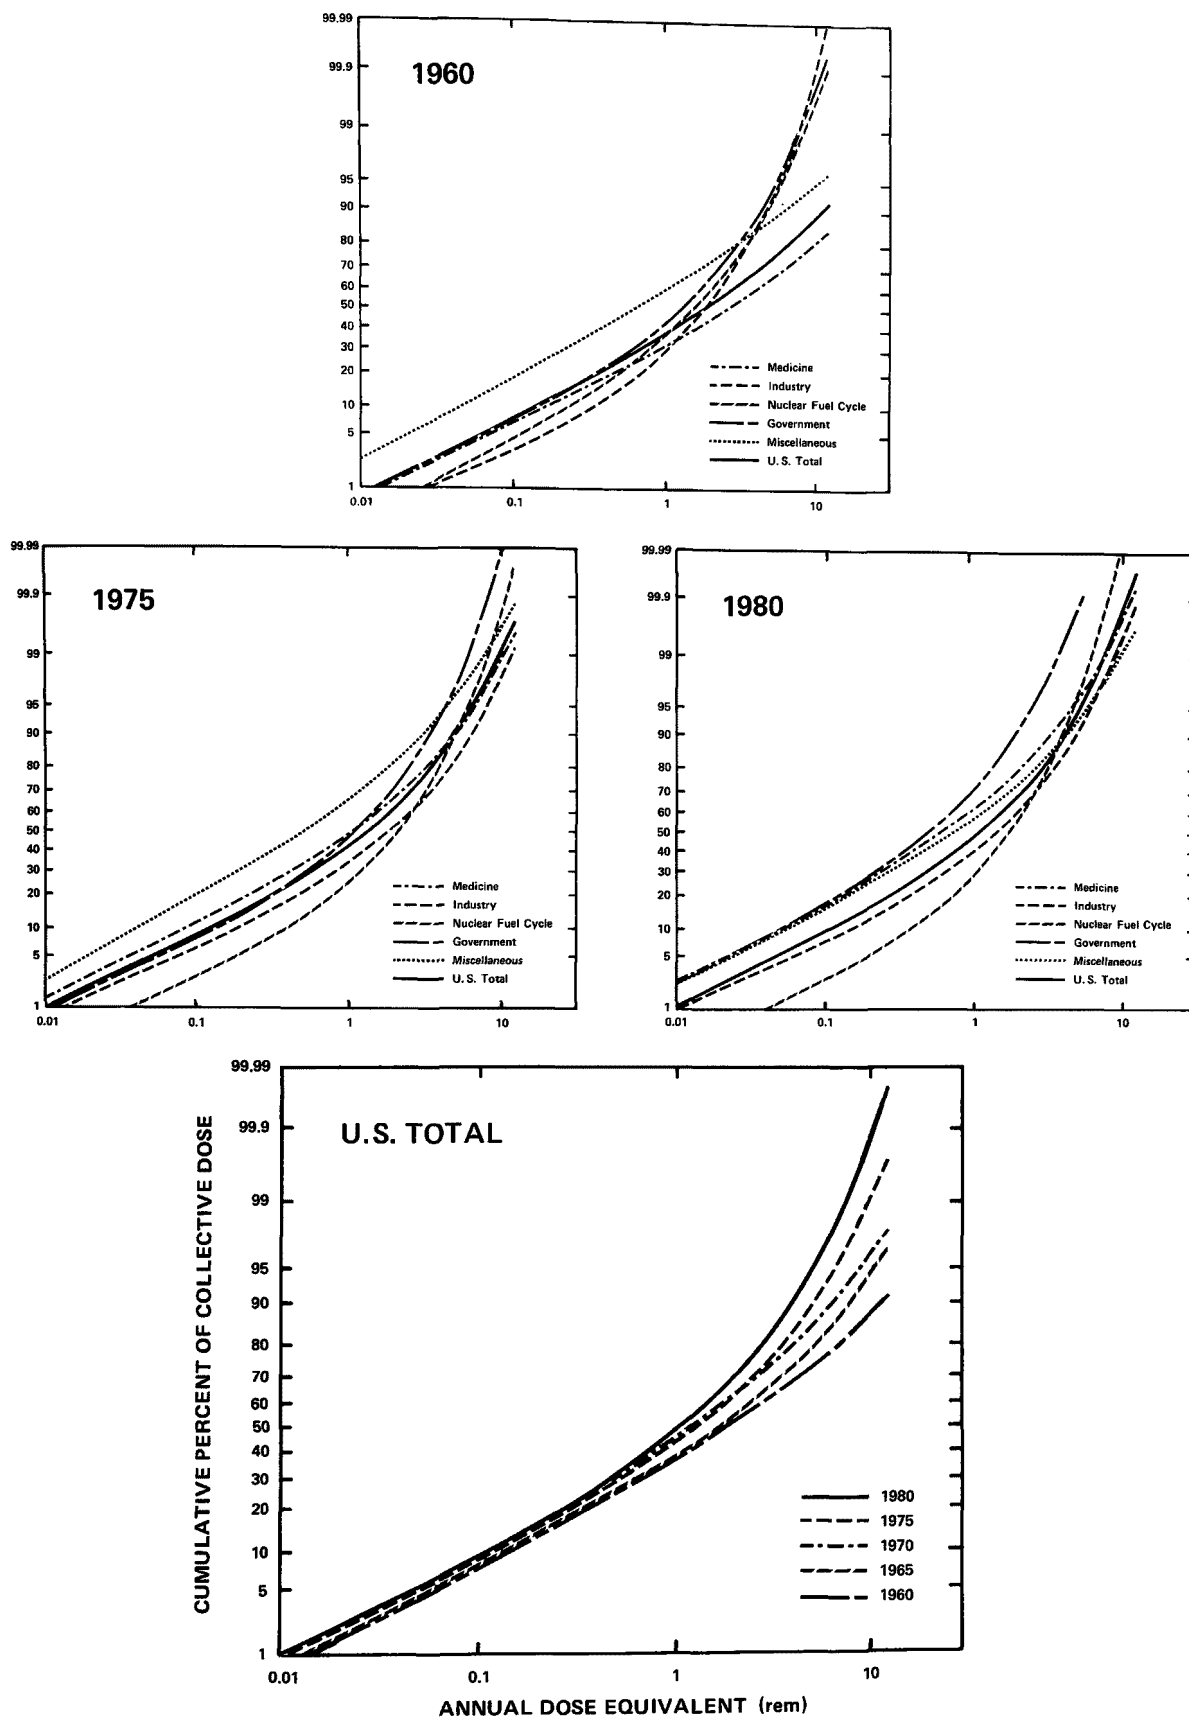 99.99
99.9
99
95
90
80
70
60
50
40
30
20
10
5
1
1960
Medicine
Industry
Nuclear Fuel Cycle
Government
Miscellaneous
U.S. Total
0.01 0.1 1 10
99.99
99.9
99
95
90
80
70
60
50
40
30
20
10
5
1
1975
Medicine
Industry
Nuclear Fuel Cycle
Government
Miscellaneous
U.S. Total
0.01 0.1 1 10
99.99
99.9
99
95
90
80
70
60
50
40
30
20
10
5
1
1980
Medicine
Industry
Nuclear Fuel Cycle
Government
Miscellaneous
U.S. Total
0.01 0.1 1 10
CUMULATIVE PERCENT OF COLLECTIVE DOSE
99.99
99.9
99
95
90
80
70
60
50
40
30
20
10
5
1
U.S. TOTAL
1980
1975
1970
1965
1960
0.01 0.1 1 10
ANNUAL DOSE EQUIVALENT (rem)